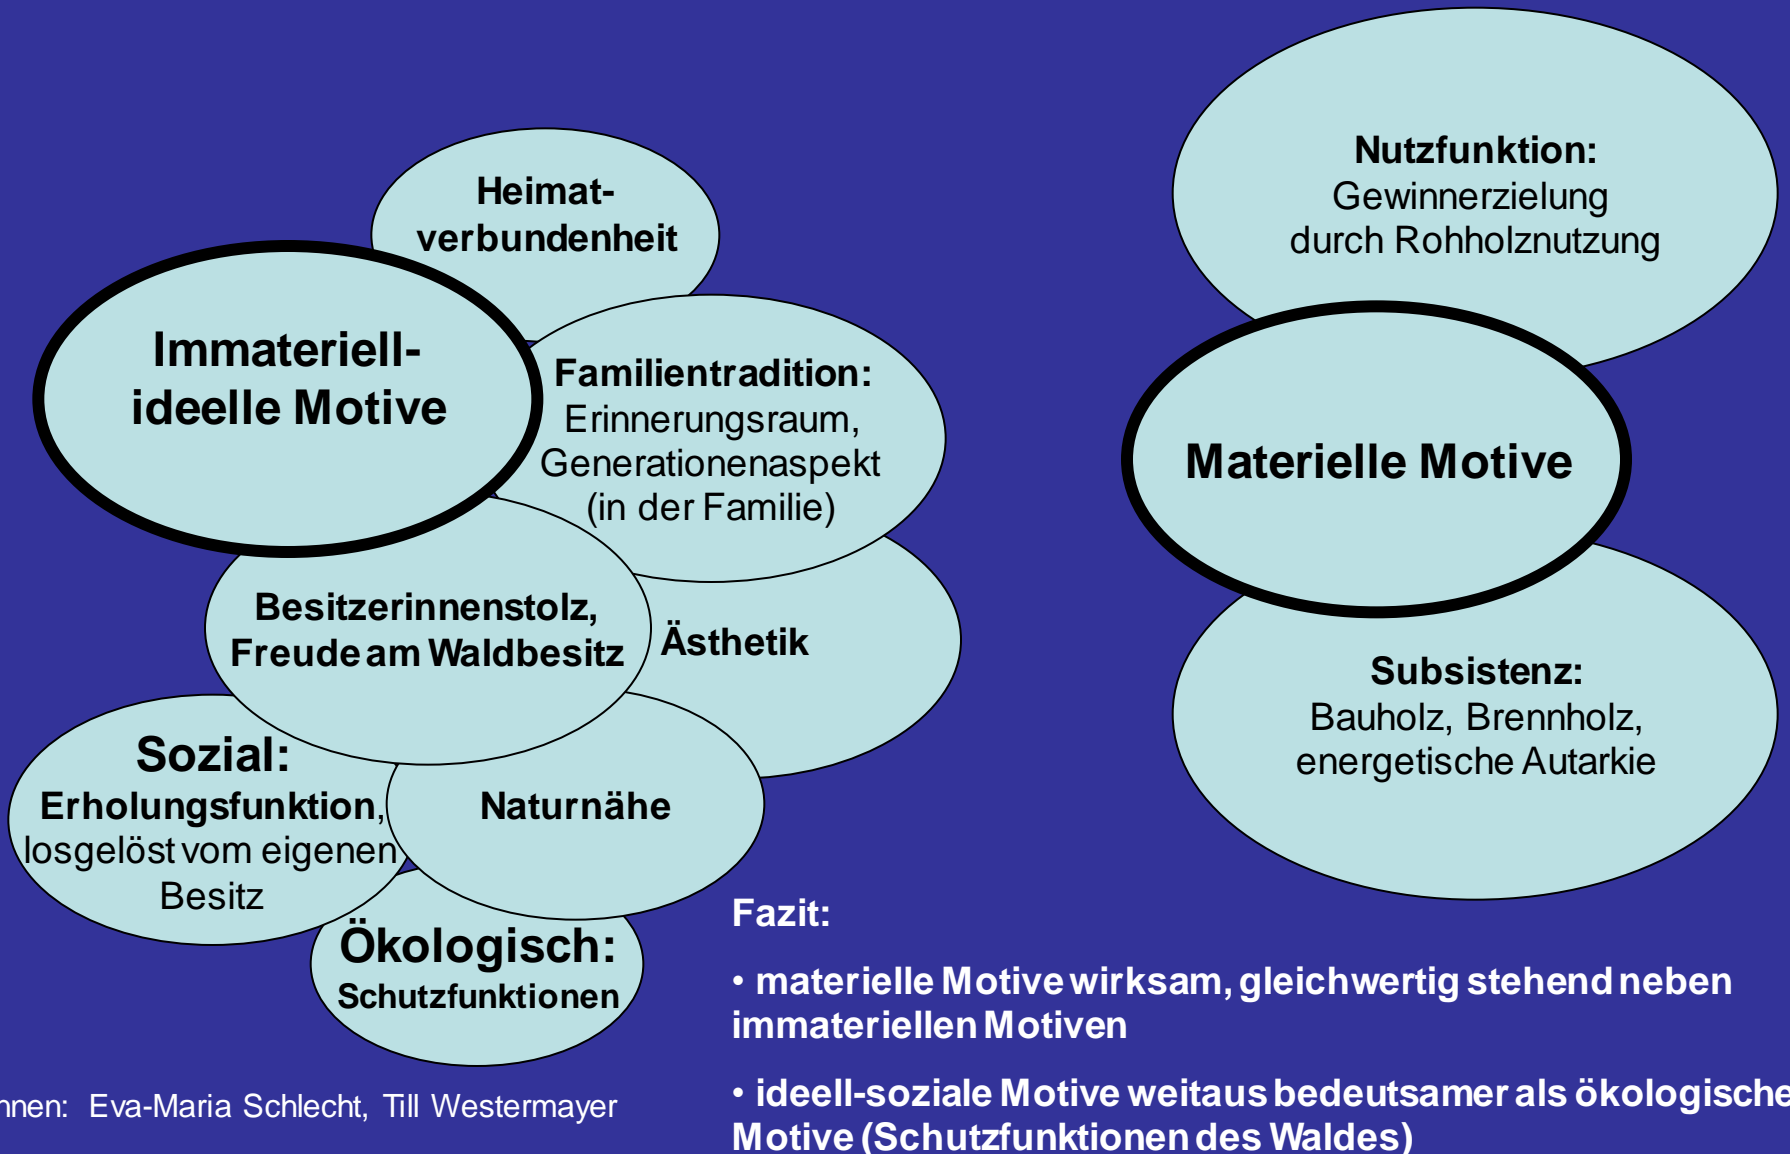 Heimat-
verbundenheit
Immateriell-
ideelle Motive
Familientradition:
Erinnerungsraum,
Generationenaspekt
(in der Familie)
Besitzerinnenstolz,
Freude am Waldbesitz
Ästhetik
Sozial:
Erholungsfunktion,
losgelöst vom eigenen
Besitz
Naturnähe
Ökologisch:
Schutzfunktionen
Nutzfunktion:
Gewinnerzielung
durch Rohholznutzung
Materielle Motive
Subsistenz:
Bauholz, Brennholz,
energetische Autarkie
Fazit:
• materielle Motive wirksam, gleichwertig stehend neben
immateriellen Motiven
• ideell-soziale Motive weitaus bedeutsamer als ökologische
Motive (Schutzfunktionen des Waldes)
nnen: Eva-Maria Schlecht, Till Westermayer